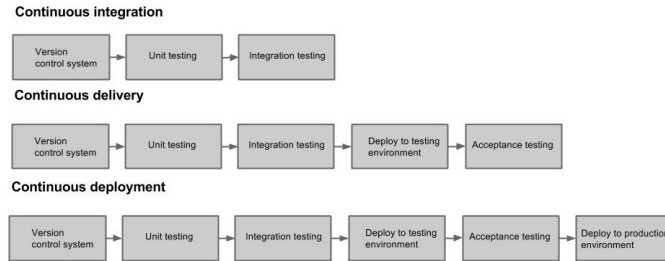 Continuous integration
Version
control system
Unit testing
Integration testing
Continuous delivery
Version
control system
Unit testing
Integration testing
Deploy to testing
environment
Acceptance testing
Continuous deployment
Version
control system
Unit testing
Integration testing
Deploy to testing
environment
Acceptance testing
Deploy to production
environment